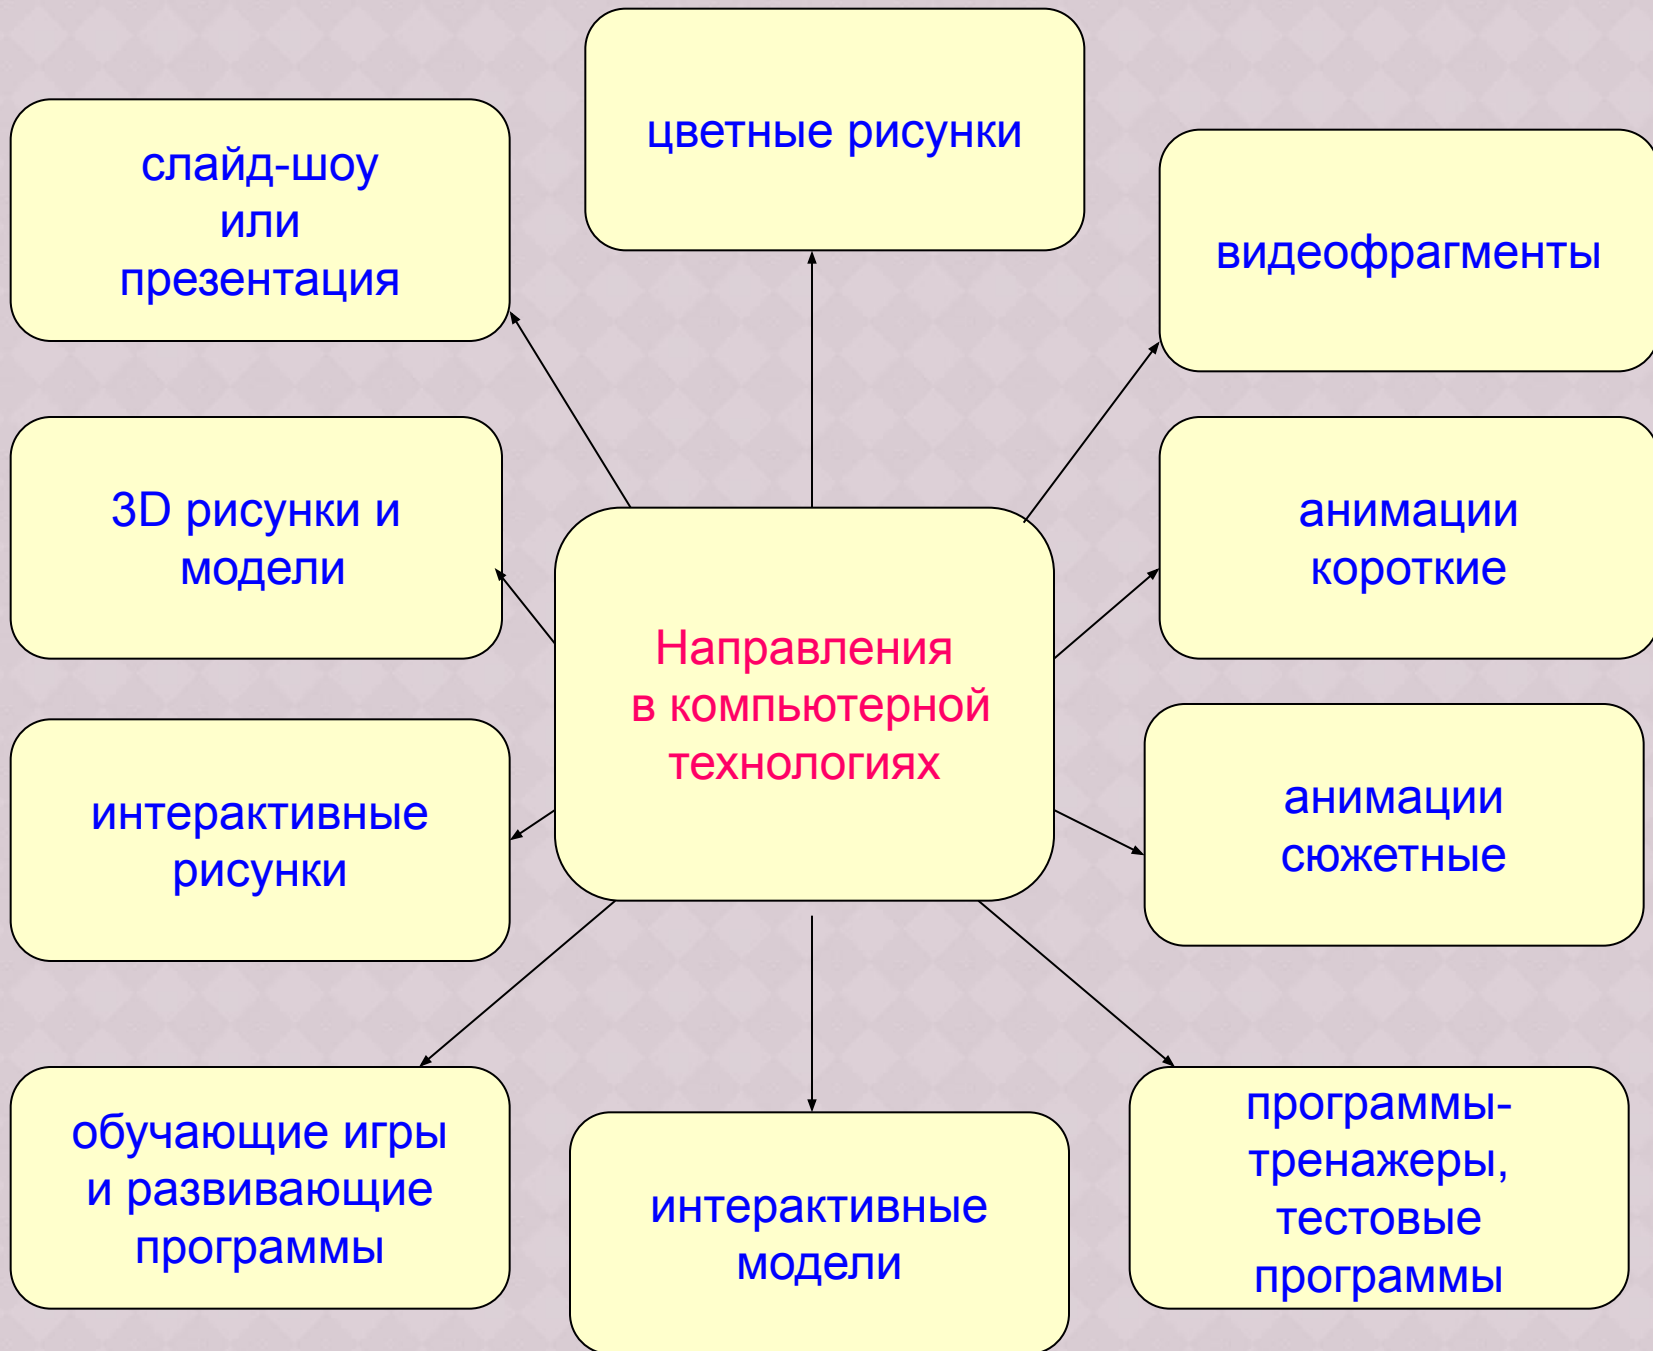 цветные рисунки
слайд-шоу
или
презентация
видеофрагменты
3D рисунки и
модели
анимации
короткие
Направления
в компьютерной
технологиях
интерактивные
рисунки
анимации
сюжетные
обучающие игры
и развивающие
программы
интерактивные
модели
программы-
тренажеры,
тестовые
программы